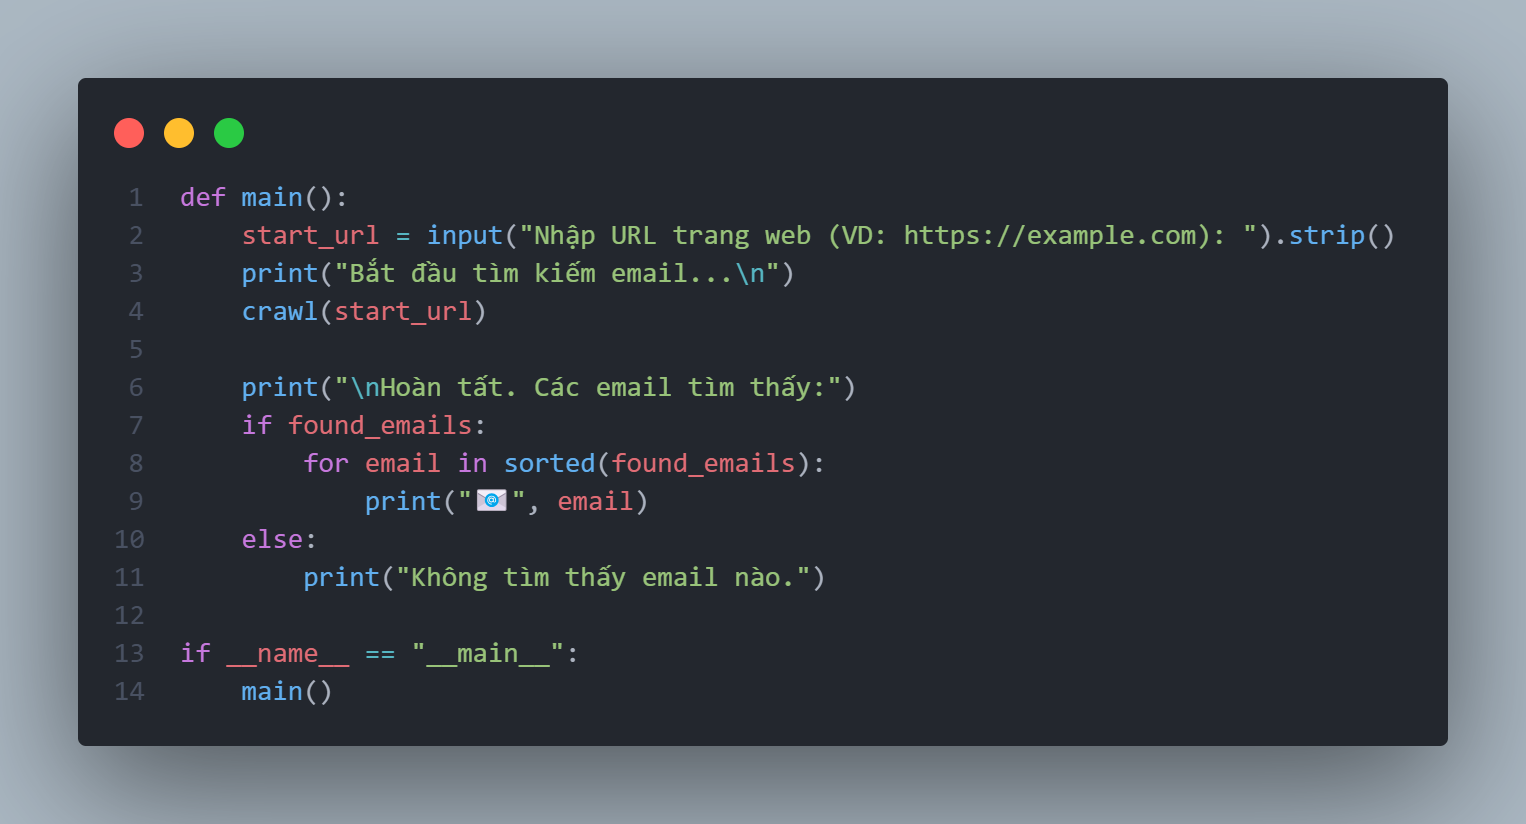 1 def main():
2     start_url = input("Nhập URL trang web (VD: https://example.com): ").strip()
3     print("Bắt đầu tìm kiếm email...\n")
4     crawl(start_url)
5
6     print("\nHoàn tất. Các email tìm thấy:")
7     if found_emails:
8         for email in sorted(found_emails):
9             print("📧", email)
10     else:
11         print("Không tìm thấy email nào.")
12
13 if __name__ == "__main__":
14     main()